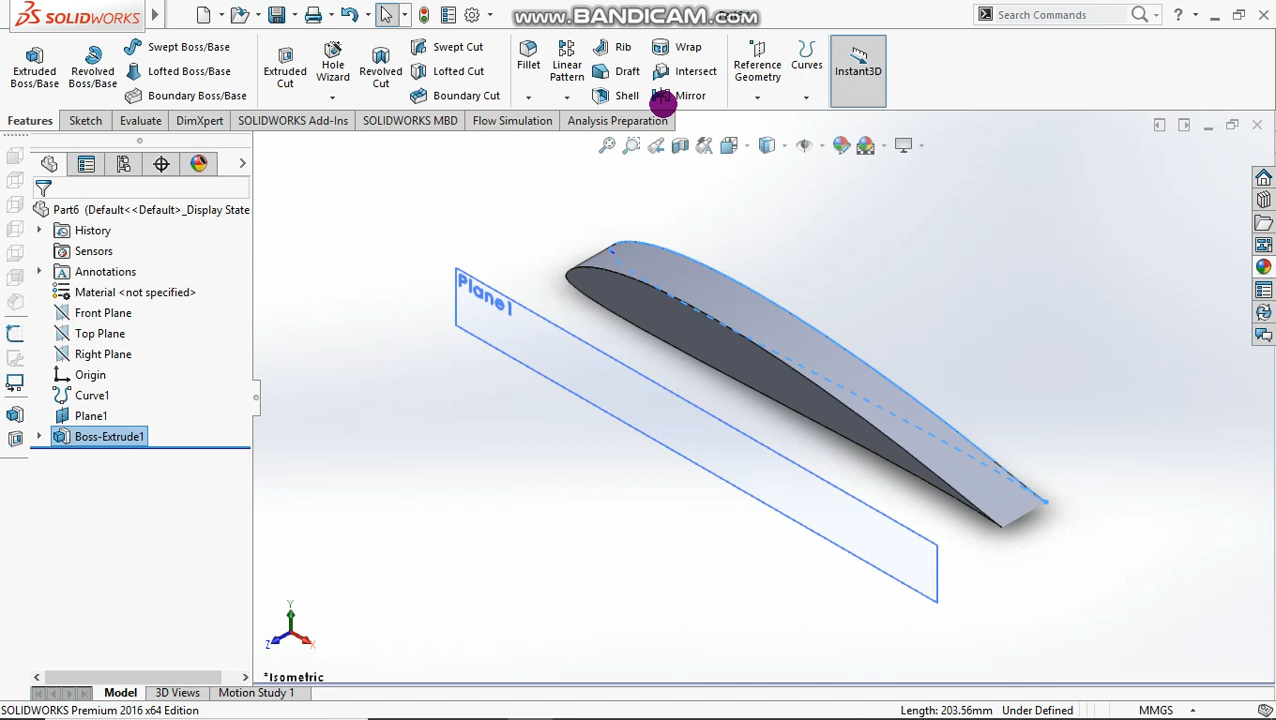 SOLIDWORKS
www.BANDICAM.com
Search Commands
?
Extruded Boss/Base
Revolved Boss/Base
Swept Boss/Base
Lofted Boss/Base
Boundary Boss/Base
Extruded Cut
Hole Wizard
Revolved Cut
Swept Cut
Lofted Cut
Boundary Cut
Fillet
Linear Pattern
Rib
Draft
Shell
Wrap
Intersect
Mirror
Reference Geometry
Curves
Instant3D
Features
Sketch
Evaluate
DimXpert
SOLIDWORKS Add-Ins
SOLIDWORKS MBD
Flow Simulation
Analysis Preparation
Part6 (Default<<Default>_Display State
History
Sensors
Annotations
Material <not specified>
Front Plane
Top Plane
Right Plane
Origin
Curve1
Plane1
Boss-Extrude1
Plane1
Y
Z
X
*Isometric
Model
3D Views
Motion Study 1
SOLIDWORKS Premium 2016 x64 Edition
Length: 203.56mm
Under Defined
MMGS